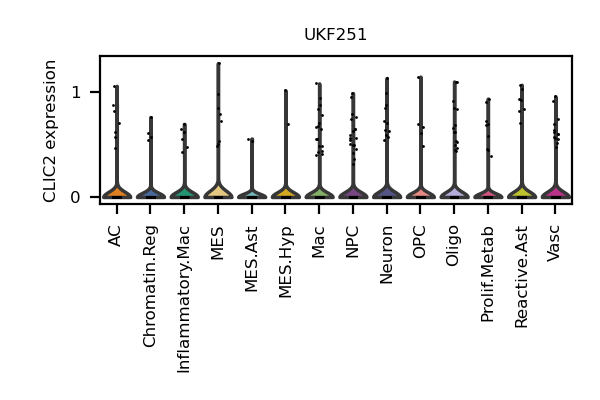 UKF251
CLIC2 expression
1
0
AC
Chromatin.Reg
Inflammatory.Mac
MES
MES.Ast
MES.Hyp
Mac
NPC
Neuron
OPC
Oligo
Prolif.Metab
Reactive.Ast
Vasc